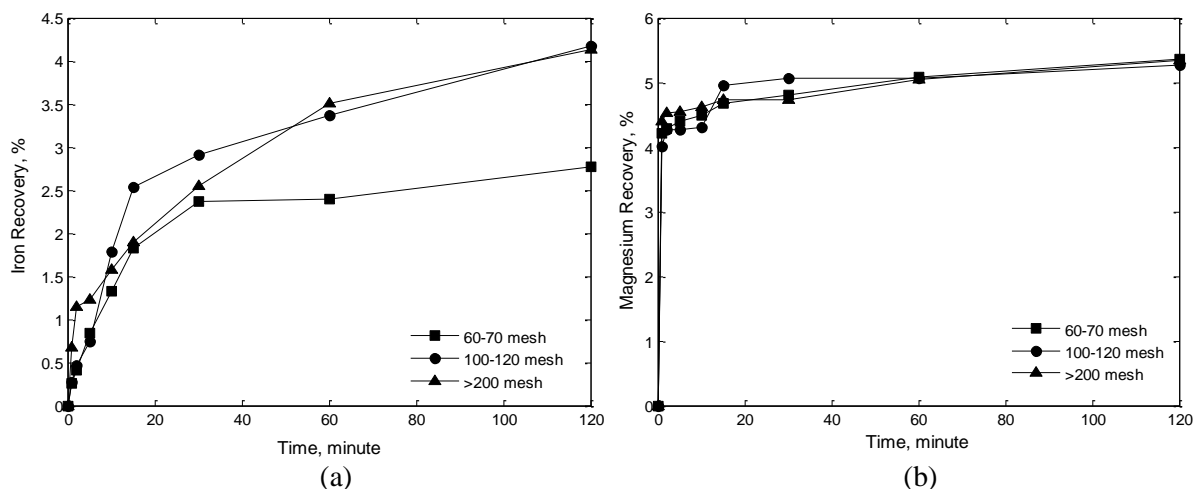 4.5
4
3.5
3
2.5
2
1.5
1
0.5
0
0 20 40 60 80 100 120
Iron Recovery, %
Time, minute
60-70 mesh
100-120 mesh
>200 mesh
(a)
6
5
4
3
2
1
0
0 20 40 60 80 100 120
Magnesium Recovery, %
Time, minute
60-70 mesh
100-120 mesh
>200 mesh
(b)